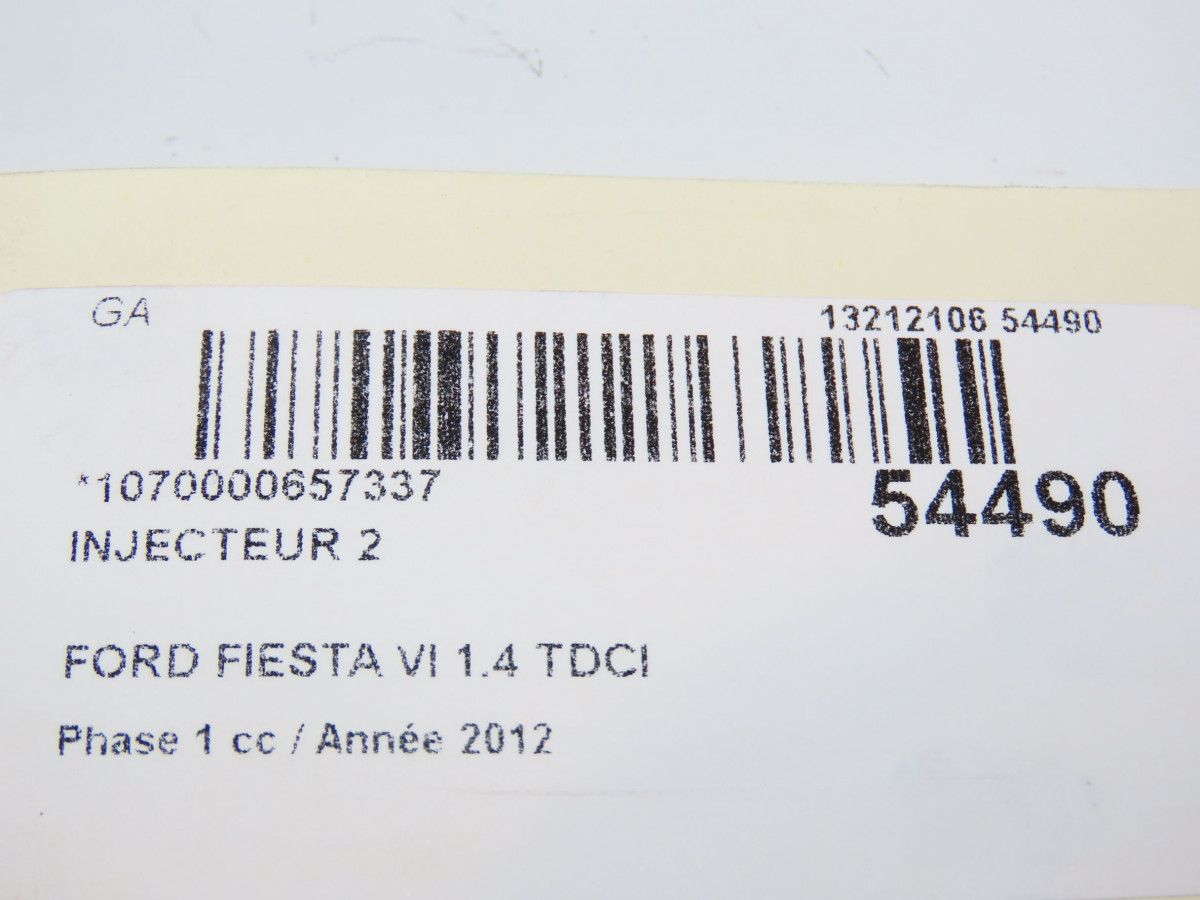 GA
13212106 54490
*1070000657337
54490
INJECTEUR 2
FORD FIESTA VI 1.4 TDCI
Phase 1 cc / Année 2012